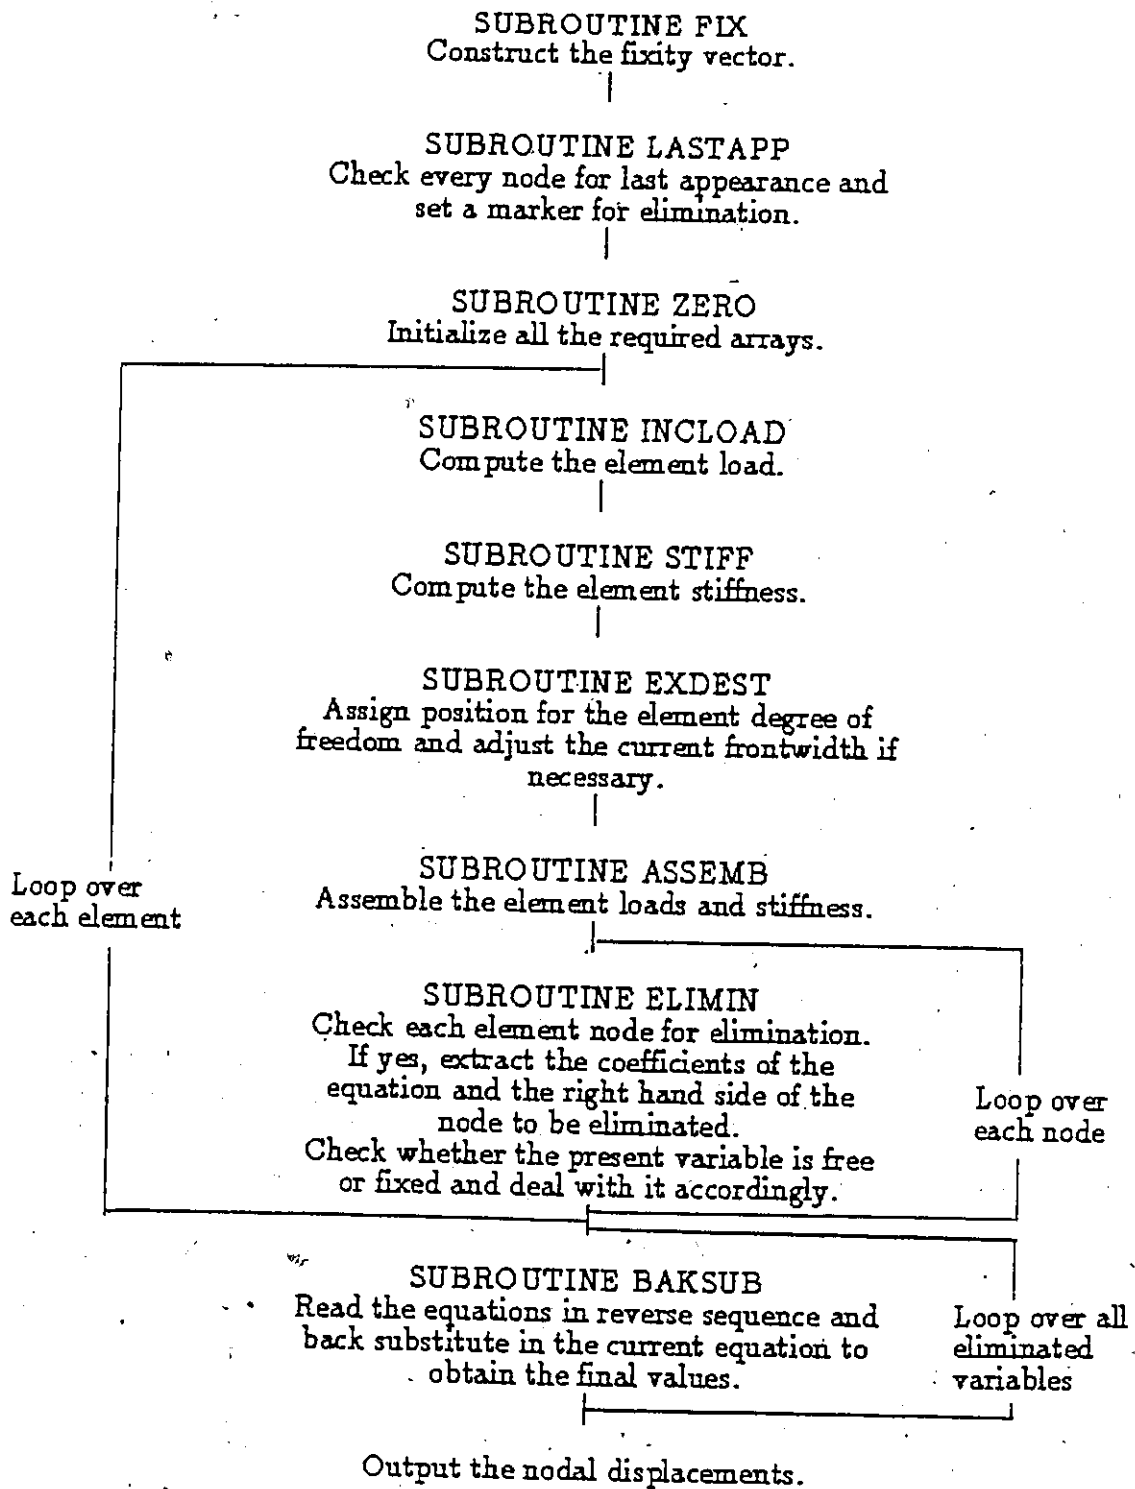 SUBROUTINE FIX
Construct the fixity vector.
SUBROUTINE LASTAPP
Check every node for last appearance and
set a marker for elimination.
SUBROUTINE ZERO
Initialize all the required arrays.
SUBROUTINE INCLOAD
Compute the element load.
SUBROUTINE STIFF
Compute the element stiffness.
SUBROUTINE EXDEST
Assign position for the element degree of
freedom and adjust the current frontwidth if
necessary.
SUBROUTINE ASSEMB
Assemble the element loads and stiffness.
Loop over
each element
SUBROUTINE ELIMIN
Check each element node for elimination.
If yes, extract the coefficients of the
equation and the right hand side of the
node to be eliminated.
Check whether the present variable is free
or fixed and deal with it accordingly.
Loop over
each node
SUBROUTINE BAKSUB
Read the equations in reverse sequence and
back substitute in the current equation to
obtain the final values.
Loop over all
eliminated
variables
Output the nodal displacements.